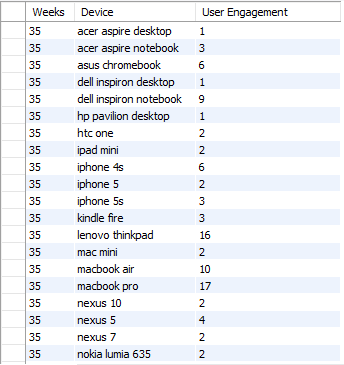 Weeks Device User Engagement
35 acer aspire desktop 1
35 acer aspire notebook 3
35 asus chromebook 6
35 dell inspiron desktop 1
35 dell inspiron notebook 9
35 hp pavilion desktop 1
35 htc one 2
35 ipad mini 2
35 iphone 4s 6
35 iphone 5 2
35 iphone 5s 3
35 kindle fire 3
35 lenovo thinkpad 16
35 mac mini 2
35 macbook air 10
35 macbook pro 17
35 nexus 10 2
35 nexus 5 4
35 nexus 7 2
35 nokia lumia 635 2